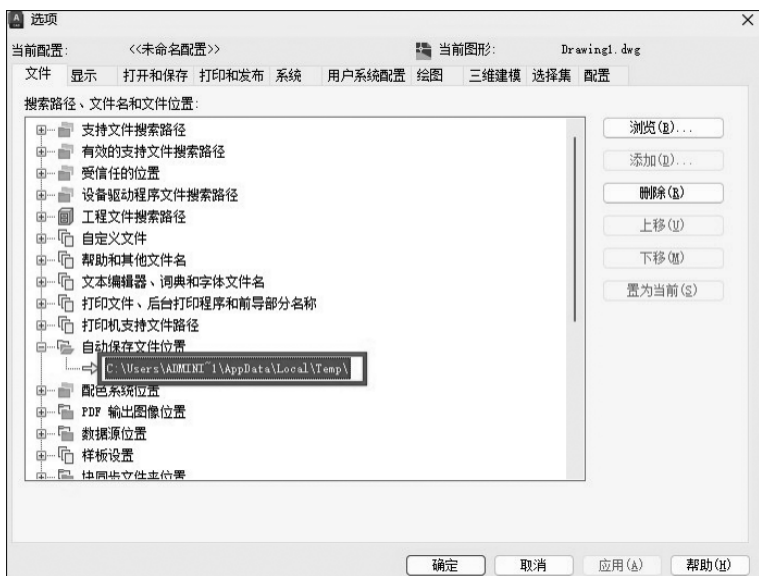 选项
当前配置: <<未命名配置>> 当前图形: Drawing1.dwg
文件 显示 打开和保存 打印和发布 系统 用户系统配置 绘图 三维建模 选择集 配置
搜索路径、文件名和文件位置:
支持文件搜索路径
有效的支持文件搜索路径
受信任的位置
设备驱动程序文件搜索路径
工程文件搜索路径
自定义文件
帮助和其他文件名
文本编辑器、词典和字体文件名
打印文件、后台打印程序和前导部分名称
打印机支持文件路径
自动保存文件位置
C:\Users\ADMINI~1\AppData\Local\Temp\
配色系统位置
PDF 输出图像位置
数据源位置
样板设置
块同步文件夹位置
浏览(B)...
添加(D)...
删除(R)
上移(U)
下移(M)
置为当前(S)
确定 取消 应用(A) 帮助(H)